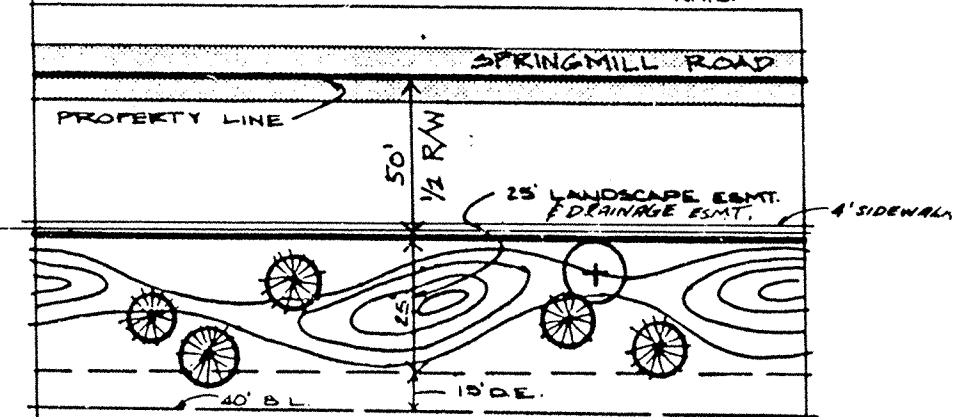 SPRINGMILL ROAD
PROPERTY LINE
50'
1/2 R/W
25' LANDSCAPE ESMT.
& DRAINAGE ESMT.
4' SIDEWALK
25'
15' D.E.
40' B.L.